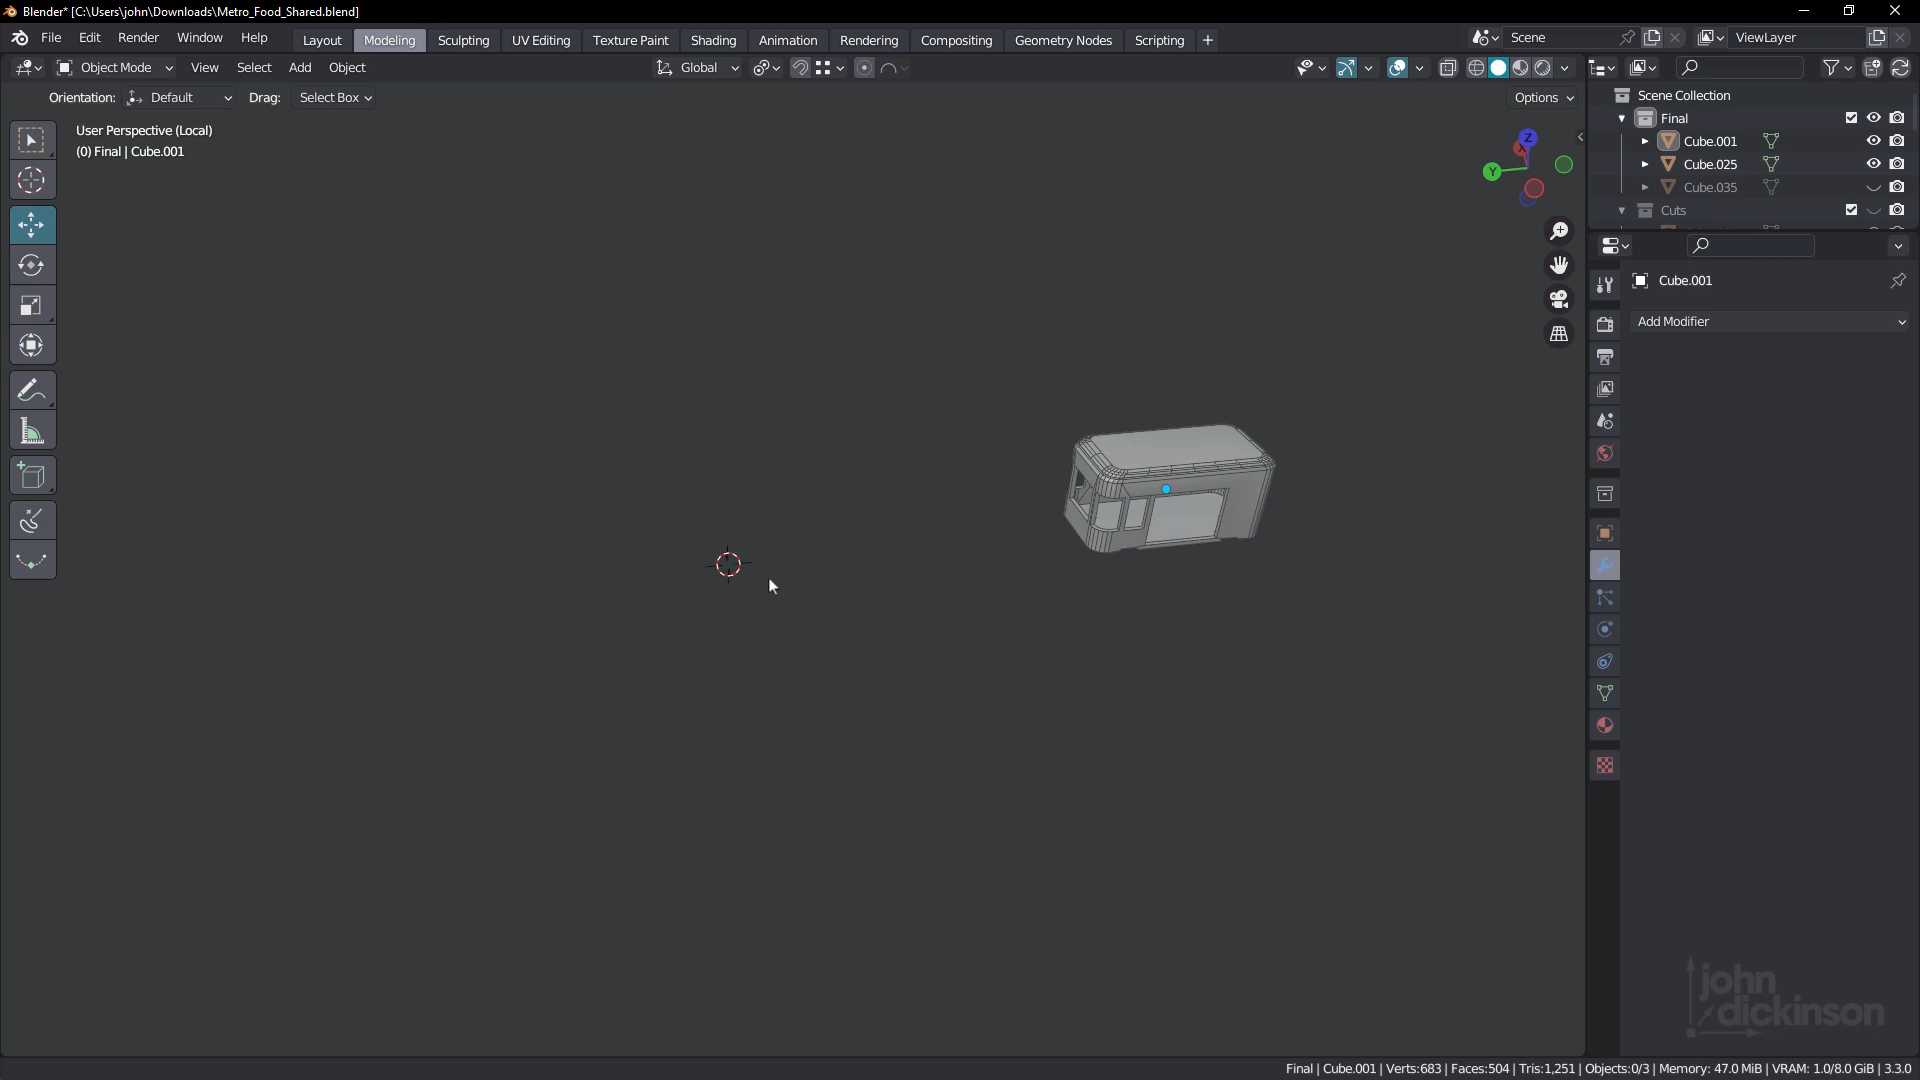 Blender* [C:\Users\john\Downloads\Metro_Food_Shared.blend]
File Edit Render Window Help Layout Modeling Sculpting UV Editing Texture Paint Shading Animation Rendering Compositing Geometry Nodes Scripting + Scene ViewLayer
Object Mode View Select Add Object Global
Orientation: Default Drag: Select Box Options
Scene Collection
Final
Cube.001
Cube.025
Cube.035
Cuts
User Perspective (Local)
(0) Final | Cube.001
Z
X
Y
Cube.001
Add Modifier
john
dickinson
Final | Cube.001 | Verts:683 | Faces:504 | Tris:1,251 | Objects:0/3 | Memory: 47.0 MiB | VRAM: 1.0/8.0 GiB | 3.3.0